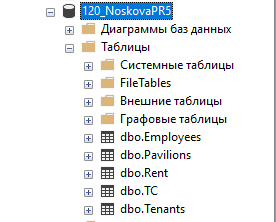 120_NoskovaPR5
Диаграммы баз данных
Таблицы
Системные таблицы
FileTables
Внешние таблицы
Графовые таблицы
dbo.Employees
dbo.Pavilions
dbo.Rent
dbo.TC
dbo.Tenants